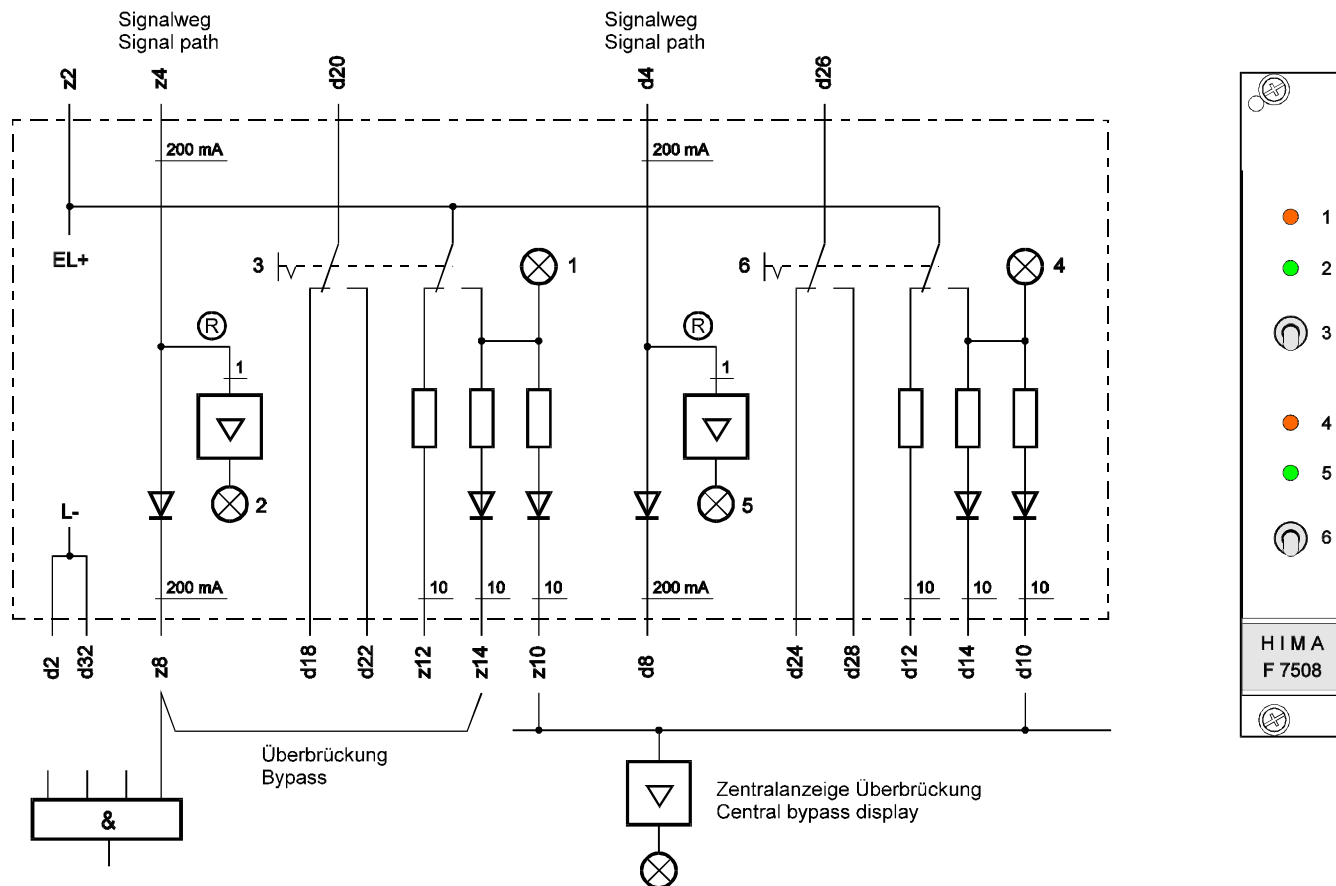 Signalweg
Signal path
Signalweg
Signal path
z2
z4
d20
d4
d26
200 mA
200 mA
EL+
3
1
6
4
R
R
1
1
2
5
L-
200 mA
10
10
10
200 mA
10
10
10
d2
d32
z8
d18
d22
z12
z14
z10
d8
d24
d28
d12
d14
d10
Überbrückung
Bypass
Zentralanzeige Überbrückung
Central bypass display
&
1
2
3
4
5
6
HIMA
F 7508